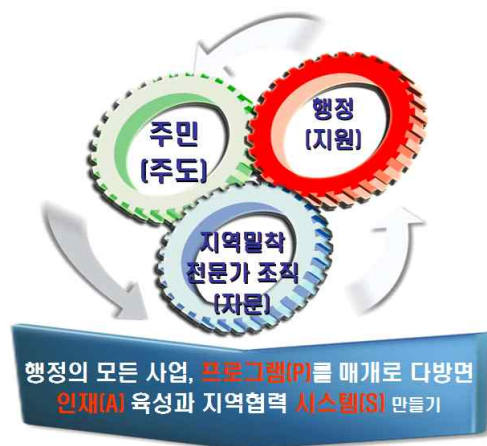 주민
(주도)
행정
(지원)
지역밀착
전문가 조직
(자문)
행정의 모든 사업, 프로그램(P)를 매개로 다방면
인재(A) 육성과 지역협력 시스템(S) 만들기